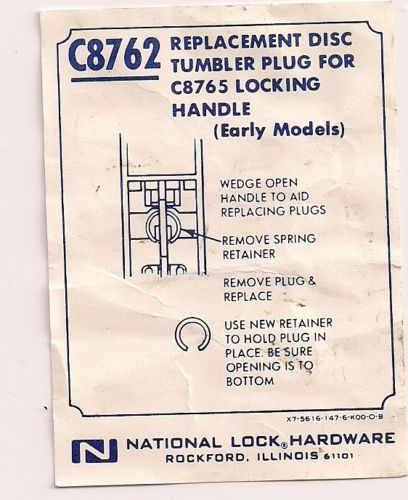 C8762
REPLACEMENT DISC
TUMBLER PLUG FOR
C8765 LOCKING
HANDLE
(Early Models)
WEDGE OPEN
HANDLE TO AID
REPLACING PLUGS
REMOVE SPRING
RETAINER
REMOVE PLUG &
REPLACE
USE NEW RETAINER
TO HOLD PLUG IN
PLACE. BE SURE
OPENING IS TO
BOTTOM
X7-5616-147-6-K00-O-B
N NATIONAL LOCK® HARDWARE
ROCKFORD, ILLINOIS 61101